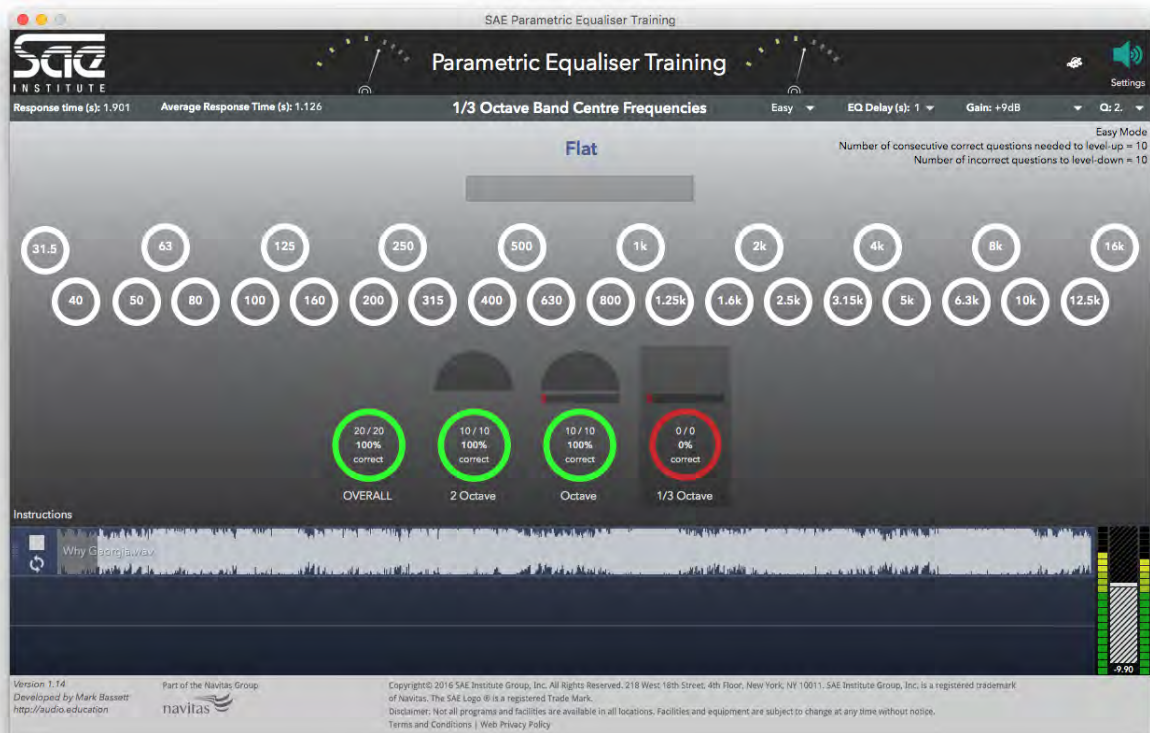 SAE Parametric Equaliser Training
SAE
INSTITUTE
Parametric Equaliser Training
Settings
Response time (s): 1.901 Average Response Time (s): 1.126 1/3 Octave Band Centre Frequencies Easy EQ Delay (s): 1 Gain: +9dB Q: 2.
Easy Mode
Number of consecutive correct questions needed to level-up = 10
Number of incorrect questions to level-down = 10
Flat
31.5 63 125 250 500 1k 2k 4k 8k 16k
40 50 80 100 160 200 315 400 630 800 1.25k 1.6k 2.5k 3.15k 5k 6.3k 10k 12.5k
20 / 20 10 / 10 10 / 10 0 / 0
100% 100% 100% 0%
correct correct correct correct
OVERALL 2 Octave Octave 1/3 Octave
Instructions
Why Georgia.wav
-9.90
Version 1.14
Developed by Mark Bassett
http://audio.education
Part of the Navitas Group
navitas
Copyright© 2016 SAE Institute Group, Inc. All Rights Reserved. 218 West 18th Street, 4th Floor, New York, NY 10011. SAE Institute Group, Inc. is a registered trademark
of Navitas. The SAE Logo ® is a registered Trade Mark.
Disclaimer: Not all programs and facilities are available in all locations. Facilities and equipment are subject to change at any time without notice.
Terms and Conditions | Web Privacy Policy